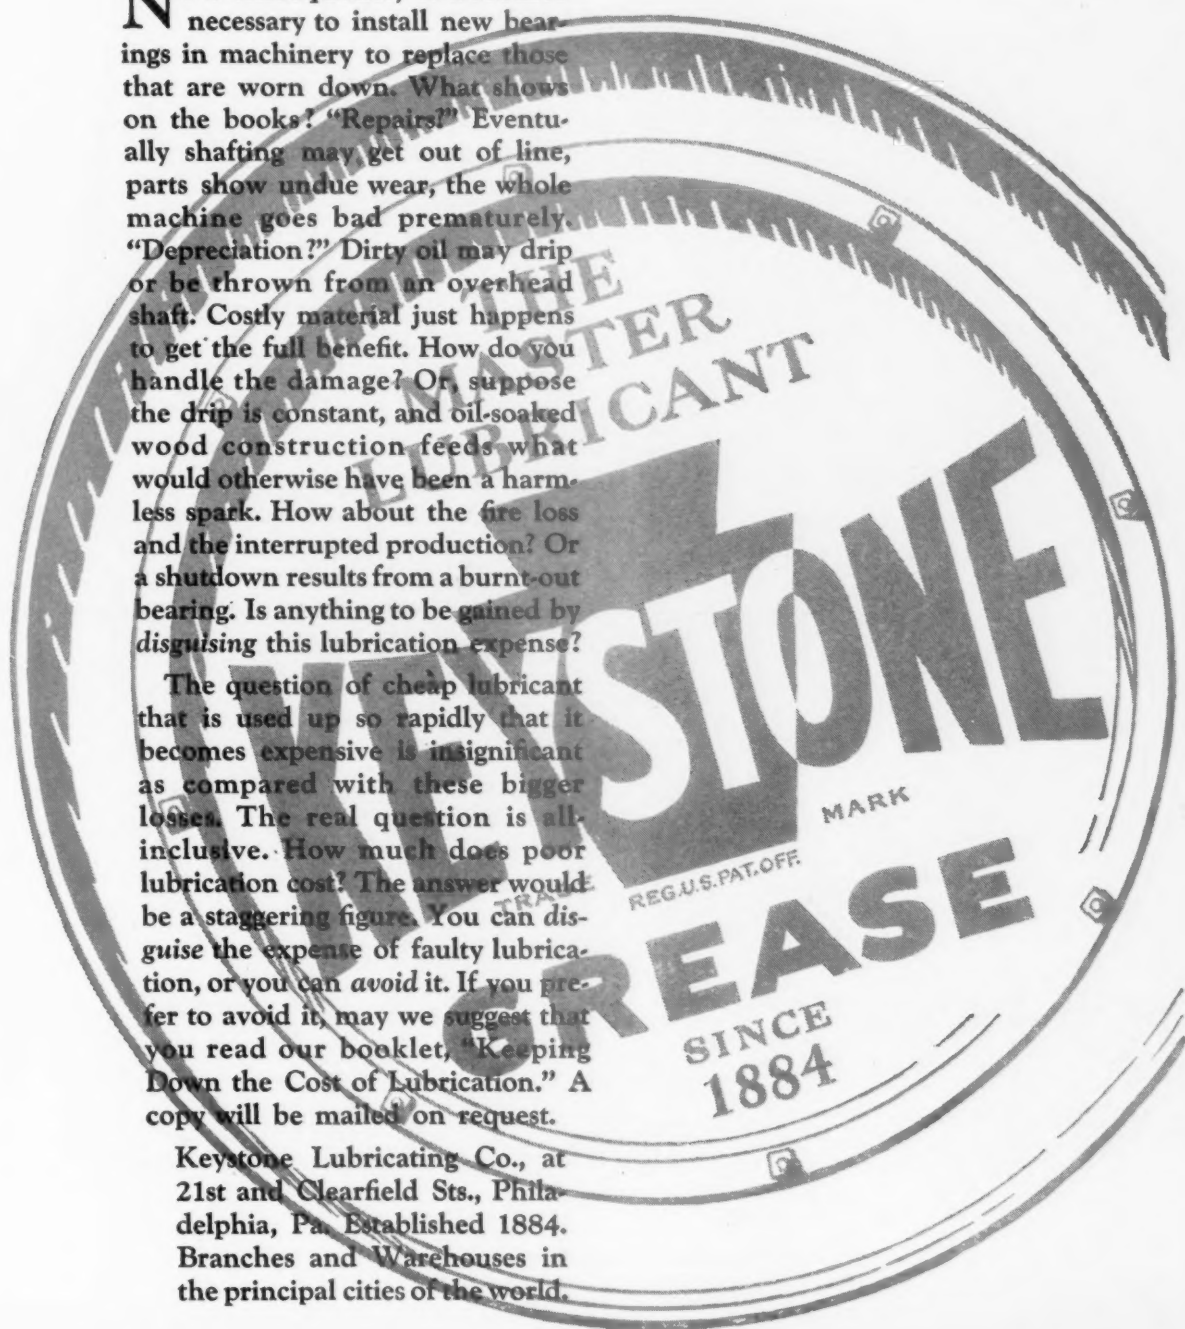 N
necessary to install new bear-
ings in machinery to replace those
that are worn down. What shows
on the books? “Repairs?” Eventu-
ally shafting may get out of line,
parts show undue wear, the whole
machine goes bad prematurely.
“Depreciation?” Dirty oil may drip
or be thrown from an overhead
shaft. Costly material just happens
to get the full benefit. How do you
handle the damage? Or, suppose
the drip is constant, and oil-soaked
wood construction feeds what
would otherwise have been a harm-
less spark. How about the fire loss
and the interrupted production? Or
a shutdown results from a burnt-out
bearing. Is anything to be gained by
disguising this lubrication expense?
The question of cheap lubricant
that is used up so rapidly that it
becomes expensive is insignificant
as compared with these bigger
losses. The real question is all-
inclusive. How much does poor
lubrication cost? The answer would
be a staggering figure. You can dis-
guise the expense of faulty lubrica-
tion, or you can avoid it. If you pre-
fer to avoid it, may we suggest that
you read our booklet, “Keeping
Down the Cost of Lubrication.” A
copy will be mailed on request.
Keystone Lubricating Co., at
21st and Clearfield Sts., Phila-
delphia, Pa. Established 1884.
Branches and Warehouses in
the principal cities of the world.
THE
MASTER
LUBRICANT
KEYSTONE
TRADE MARK
REG.U.S.PAT.OFF.
GREASE
SINCE
1884